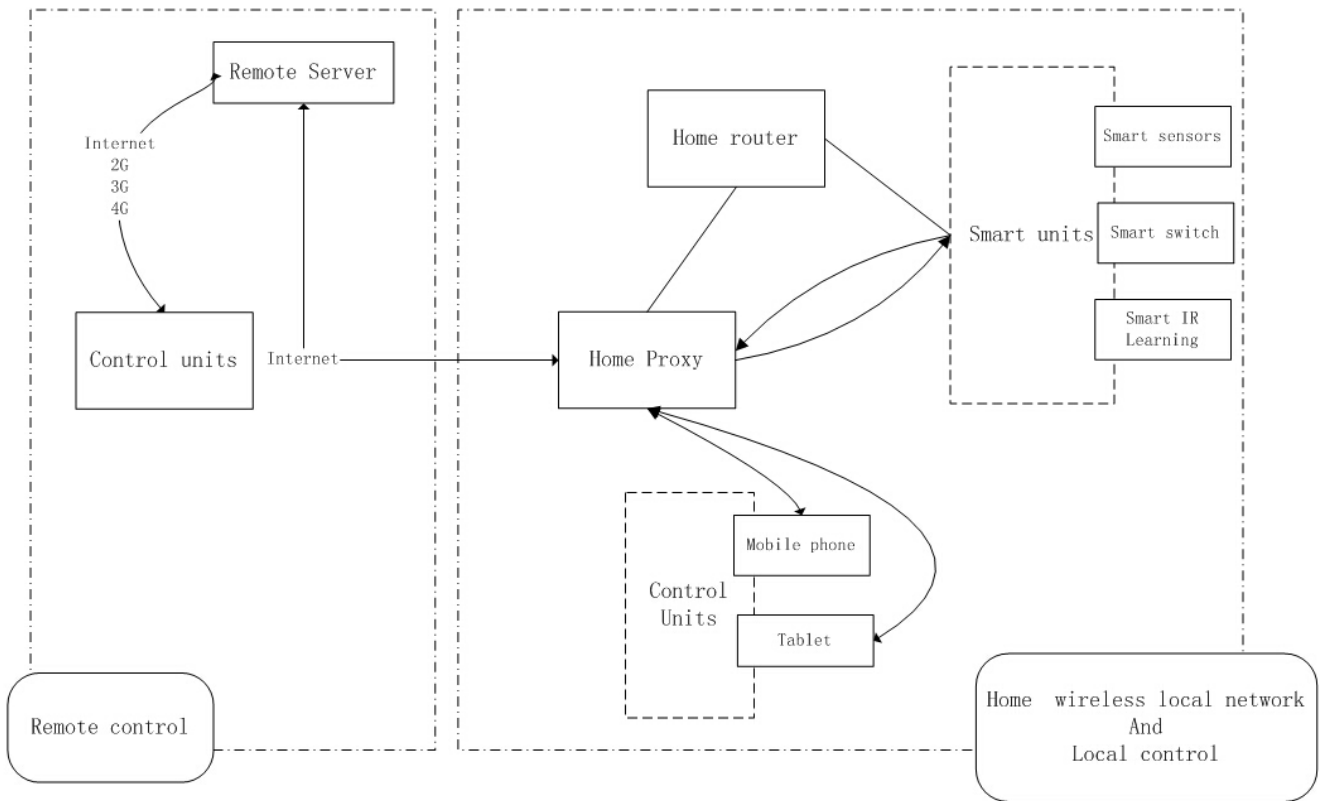 Remote Server
Internet
2G
3G
4G
Control units
Internet
Remote control
Home router
Smart units
Smart sensors
Smart switch
Smart IR
Learning
Home Proxy
Control
Units
Mobile phone
Tablet
Home wireless local network
And
Local control